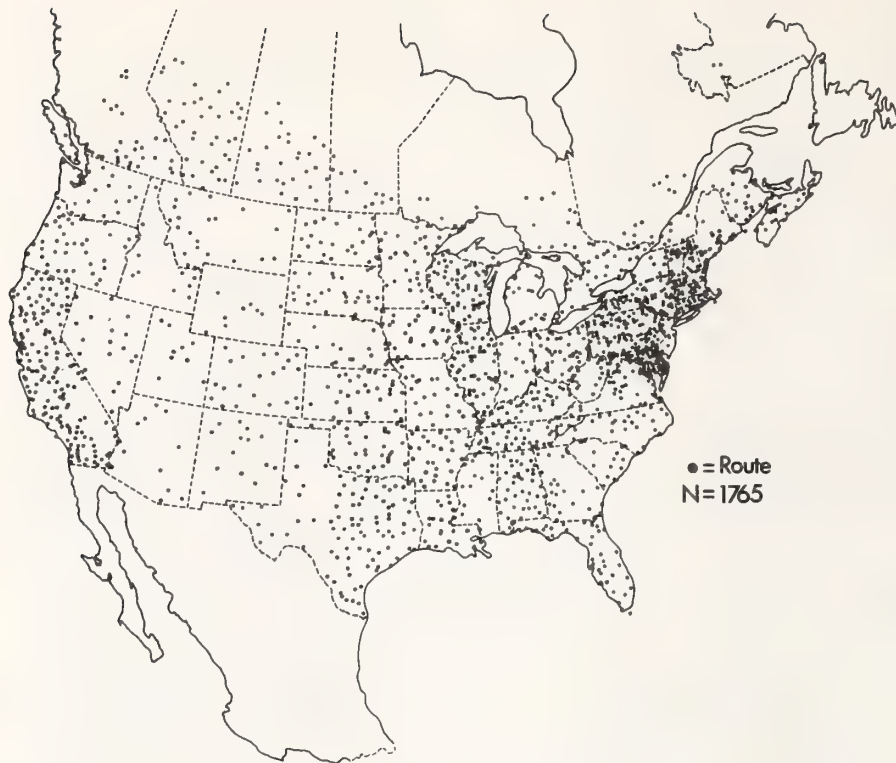 • = Route
N = 1765